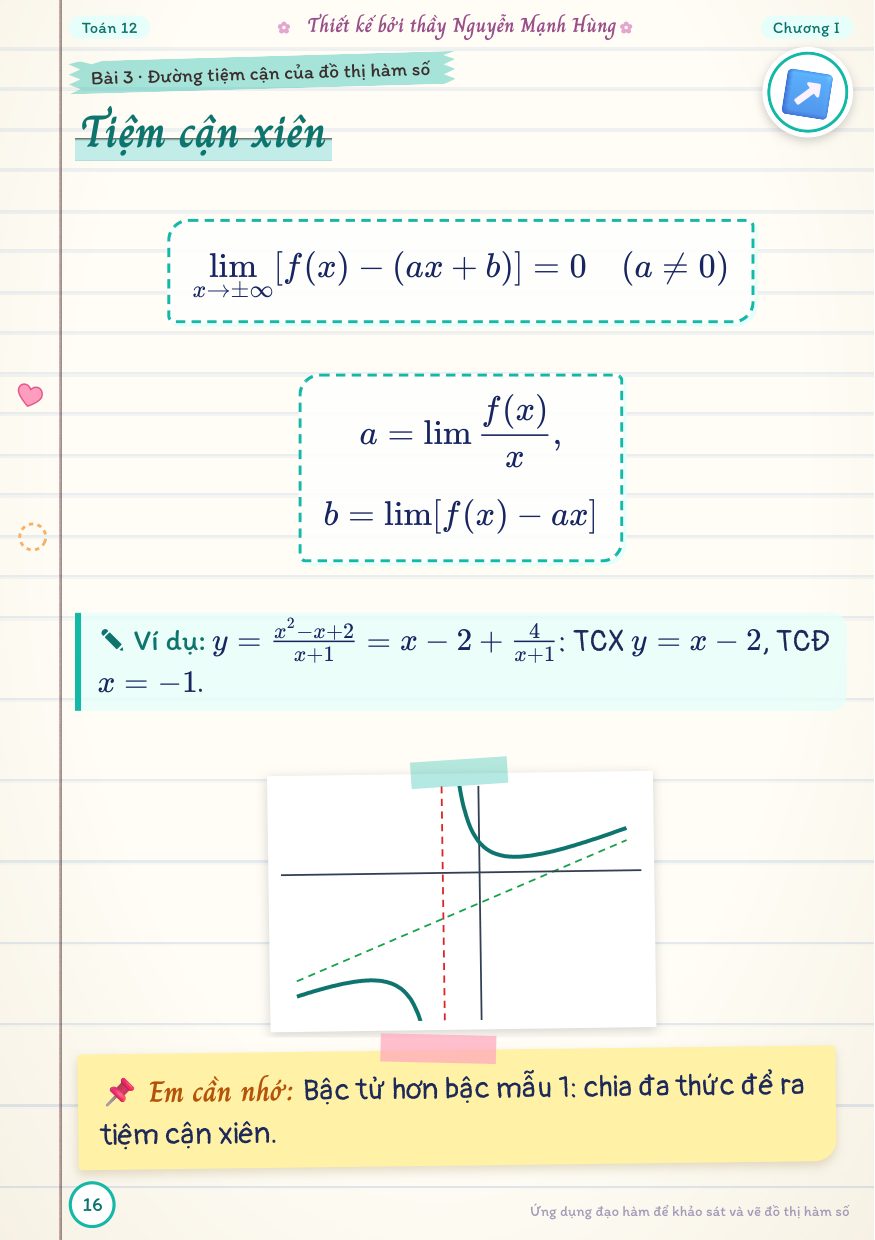 Toán 12
Thiết kế bởi thầy Nguyễn Mạnh Hùng
Chương I
Bài 3 · Đường tiệm cận của đồ thị hàm số
Tiệm cận xiên
lim_{x→±∞} [f(x) − (ax + b)] = 0 (a ≠ 0)
a = lim f(x)/x,
b = lim[f(x) − ax]
Ví dụ: y = (x²−x+2)/(x+1) = x − 2 + 4/(x+1): TCX y = x − 2, TCĐ
x = −1.
Em cần nhớ: Bậc tử hơn bậc mẫu 1: chia đa thức để ra
tiệm cận xiên.
16
Ứng dụng đạo hàm để khảo sát và vẽ đồ thị hàm số